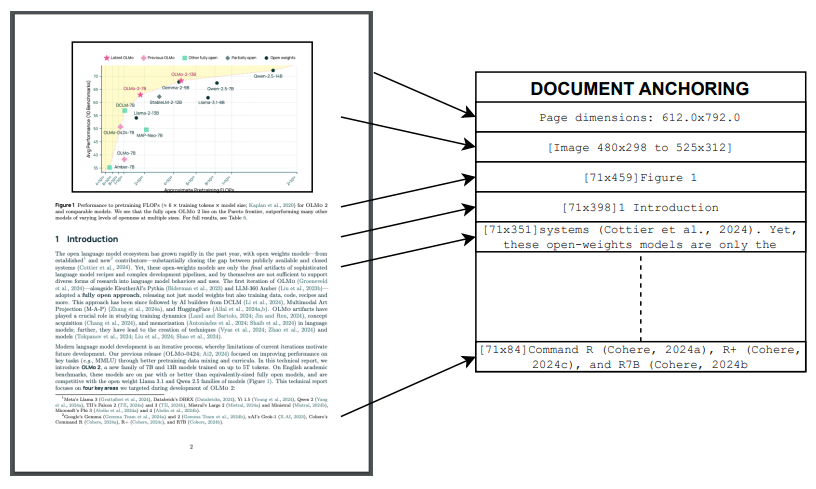 Latest OLMo Previous OLMo Other fully open Partially open Open weights
OLMo-2-13B
Qwen-2.5-14B
Gemma-2-9B
Qwen-2.5-7B
OLMo-2-7B
StableLM-2-12B
Llama-3.1-8B
DCLM-7B
Llama-2-13B
OLMo-0424-7B
MAP-Neo-7B
OLMo-7B
Amber-7B
Avg Performance (10 Benchmarks)
70
65
60
55
50
45
40
35
Approximate Pretraining FLOPs
Figure 1 Performance to pretraining FLOPs (≈ 6 × training tokens × model size; Kaplan et al., 2020) for OLMo 2
and comparable models. We see that the fully open OLMo 2 lies on the Pareto frontier, outperforming many other
models of varying levels of openness at multiple sizes. For full results, see Table 6.
1 Introduction
The open language model ecosystem has grown rapidly in the past year, with open weights models—from
established¹ and new² contributors—substantially closing the gap between publicly available and closed
systems (Cottier et al., 2024). Yet, these open-weights models are only the final artifacts of sophisticated
language model recipes and complex development pipelines, and by themselves are not sufficient to support
diverse forms of research into language model behaviors and uses. The first iteration of OLMo (Groeneveld
et al., 2024)—alongside EleutherAI's Pythia (Biderman et al., 2023) and LLM-360 Amber (Liu et al., 2023b)—
adopted a fully open approach, releasing not just model weights but also training data, code, recipes and
more. This approach has been since followed by AI builders from DCLM (Li et al., 2024), Multimodal Art
Projection (M-A-P) (Zhang et al., 2024a), and HuggingFace (Allal et al., 2024a,b). OLMo artifacts have
played a crucial role in studying training dynamics (Land and Bartolo, 2024; Jin and Ren, 2024), concept
acquisition (Chang et al., 2024), and memorization (Antoniades et al., 2024; Shaib et al., 2024) in language
models; further, they have lead to the creation of techniques (Vyas et al., 2024; Zhao et al., 2024) and
models (Tokpanov et al., 2024; Liu et al., 2024; Shao et al., 2024).
Modern language model development is an iterative process, whereby limitations of current iterations motivate
future development. Our previous release (OLMo-0424; Ai2, 2024) focused on improving performance on
key tasks (e.g., MMLU) through better pretraining data mixing and curricula. In this technical report, we
introduce OLMo 2, a new family of 7B and 13B models trained on up to 5T tokens. On English academic
benchmarks, these models are on par with or better than equivalently-sized fully open models, and are
competitive with the open weight Llama 3.1 and Qwen 2.5 families of models (Figure 1). This technical report
focuses on four key areas we targeted during development of OLMo 2:
¹Meta's Llama 3 (Grattafiori et al., 2024), Databrick's DBRX (Databricks, 2024), Yi 1.5 (Young et al., 2024), Qwen 2 (Yang
et al., 2024a), TII's Falcon 2 (TII, 2024a) and 3 (TII, 2024b), Mistral's Large 2 (Mistral, 2024a) and Ministral (Mistral, 2024b),
Microsoft's Phi 3 (Abdin et al., 2024a) and 4 (Abdin et al., 2024b).
²Google's Gemma (Gemma Team et al., 2024a) and 2 (Gemma Team et al., 2024b), xAI's Grok-1 (X.AI, 2024), Cohere's
Command R (Cohere, 2024a), R+ (Cohere, 2024c), and R7B (Cohere, 2024b).
2
DOCUMENT ANCHORING
Page dimensions: 612.0x792.0
[Image 480x298 to 525x312]
[71x459]Figure 1
[71x398]1 Introduction
[71x351]systems (Cottier et al., 2024). Yet,
these open-weights models are only the
[71x84]Command R (Cohere, 2024a), R+ (Cohere,
2024c), and R7B (Cohere, 2024b